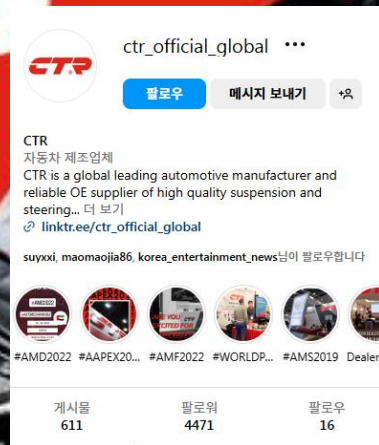 CTR
ctr_official_global •••
팔로우 메시지 보내기
CTR
자동차 제조업체
CTR is a global leading automotive manufacturer and
reliable OE supplier of high quality suspension and
steering... 더 보기
linktr.ee/ctr_official_global
suyxxi, maomaojia86, korea_entertainment_news님이 팔로우합니다
#AMD2022 #AAPEX20... #AMF2022 #WORLDP... #AMS2019 Dealer
게시물 팔로워 팔로우
611 4471 16